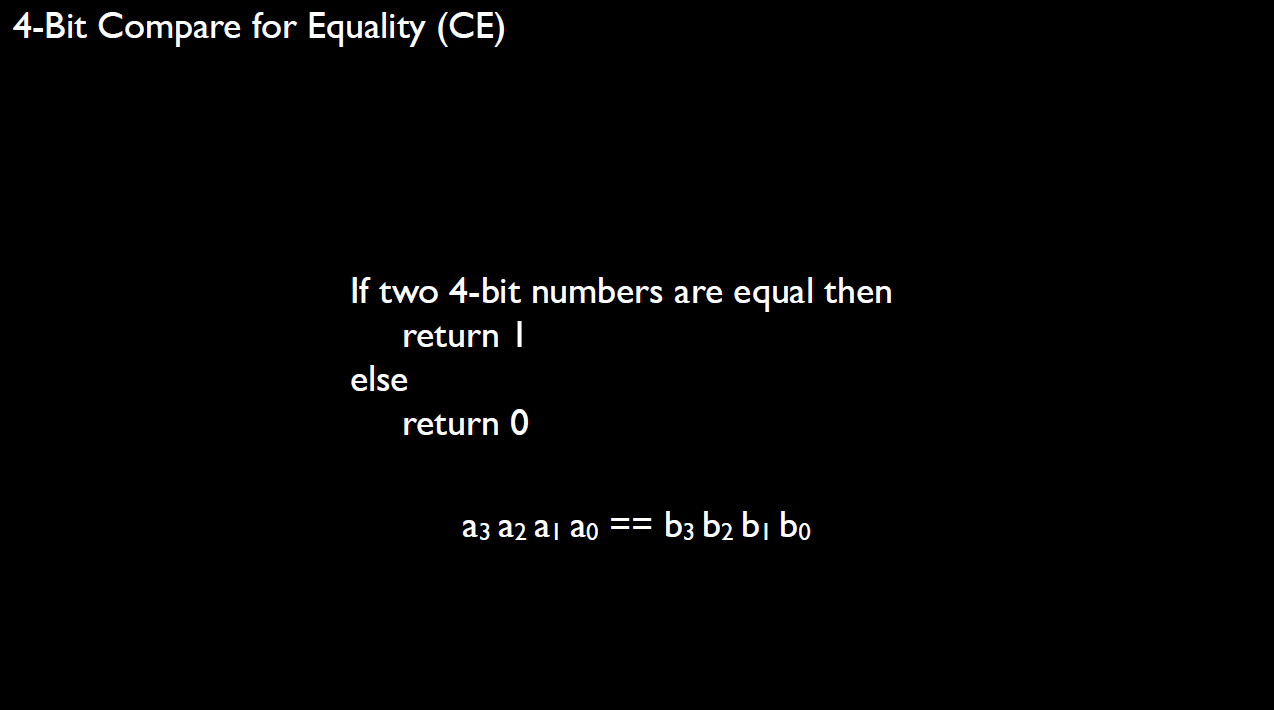 4-Bit Compare for Equality (CE)
If two 4-bit numbers are equal then
return 1
else
return 0
a₃ a₂ a₁ a₀ == b₃ b₂ b₁ b₀